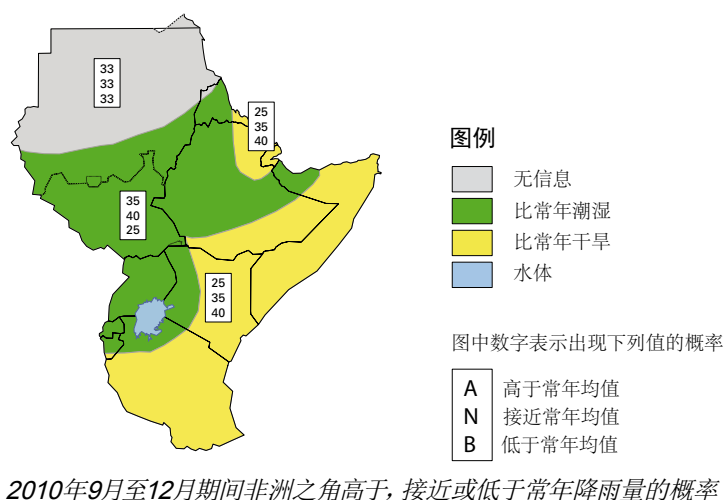 33
33
33
25
35
40
35
40
25
25
35
40
图例
无信息
比常年潮湿
比常年干旱
水体
图中数字表示出现下列值的概率
A 高于常年均值
N 接近常年均值
B 低于常年均值
2010年9月至12月期间非洲之角高于, 接近或低于常年降雨量的概率